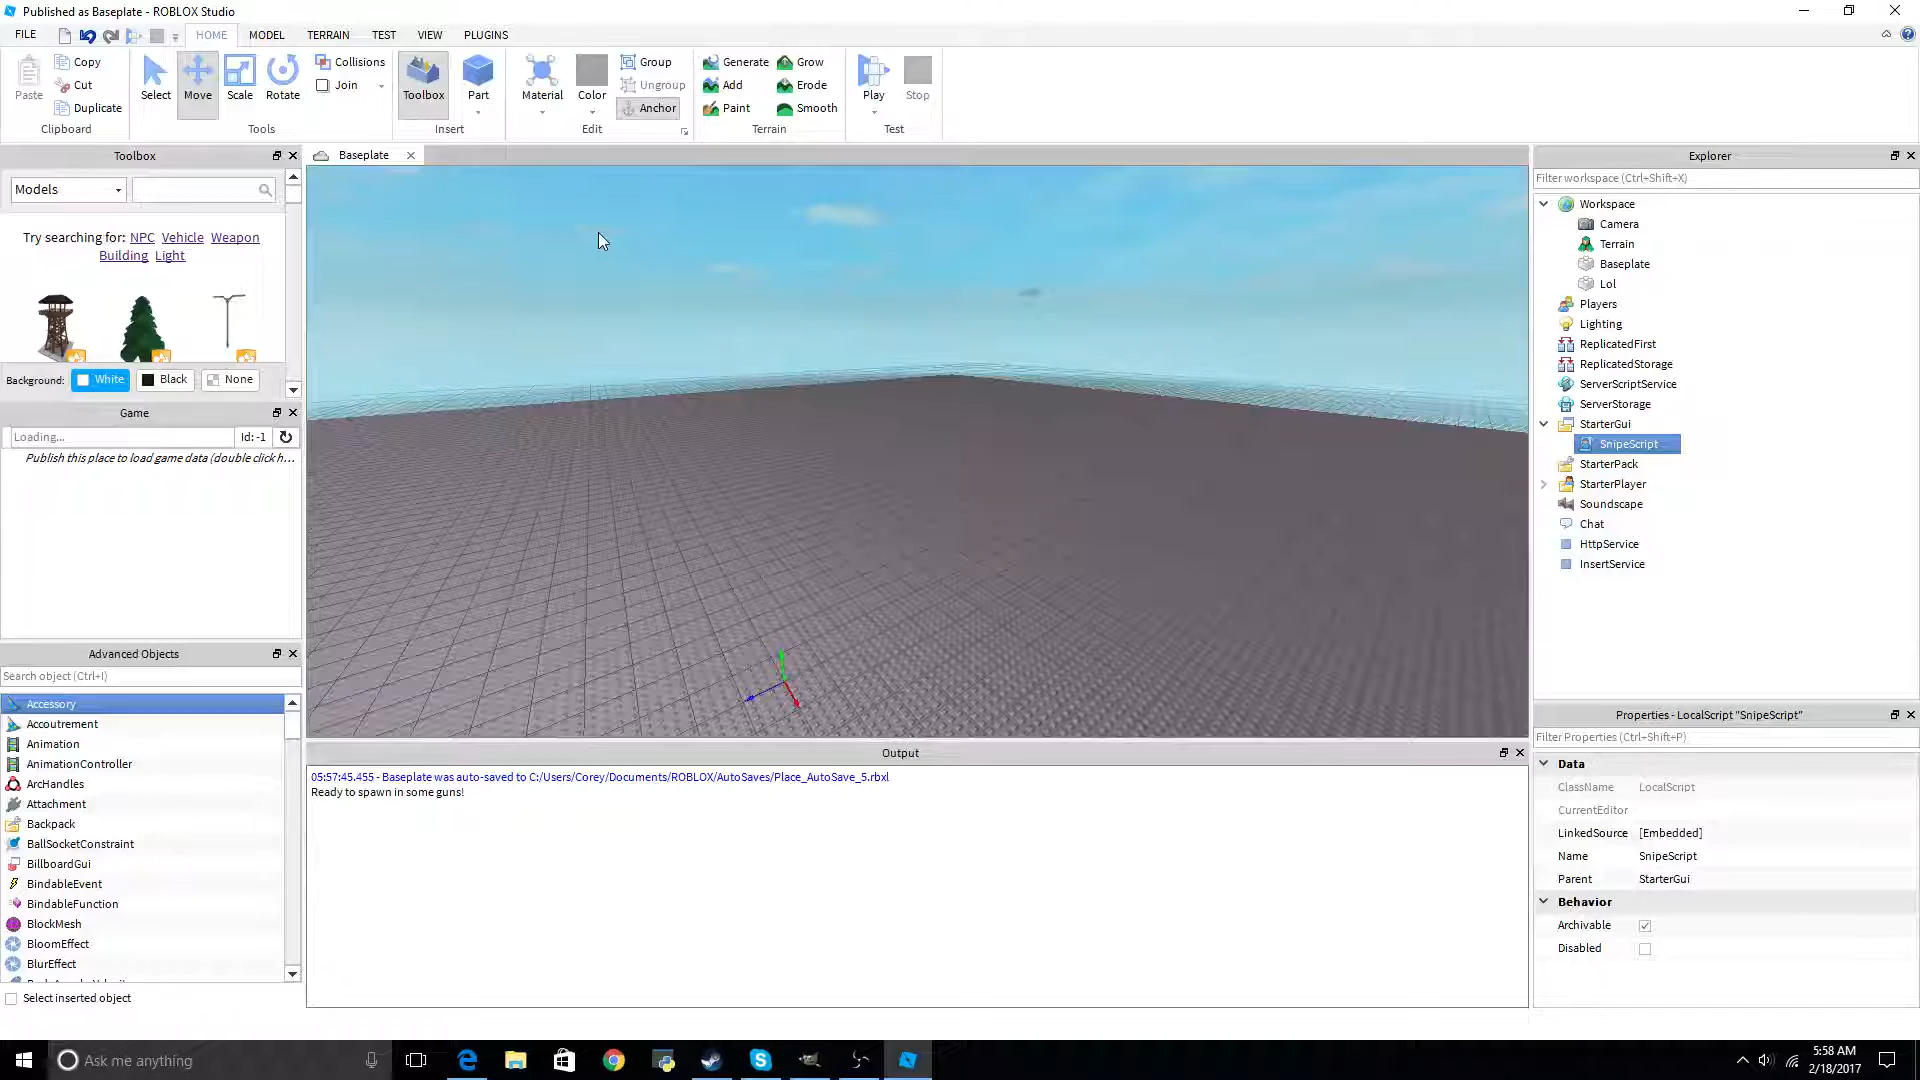 Published as Baseplate - ROBLOX Studio
FILE HOME MODEL TERRAIN TEST VIEW PLUGINS
Paste
Copy
Cut
Duplicate
Clipboard
Select
Move
Scale
Rotate
Collisions
Join
Tools
Toolbox
Part
Insert
Material
Color
Group
Ungroup
Anchor
Edit
Generate
Grow
Add
Erode
Paint
Smooth
Terrain
Play
Stop
Test
Toolbox
Models
Try searching for: NPC Vehicle Weapon
Building Light
Background: White Black None
Game
Loading... Id: -1
Publish this place to load game data (double click h...
Advanced Objects
Search object (Ctrl+I)
Accessory
Accoutrement
Animation
AnimationController
ArcHandles
Attachment
Backpack
BallSocketConstraint
BillboardGui
BindableEvent
BindableFunction
BlockMesh
BloomEffect
BlurEffect
Select inserted object
Baseplate
Output
05:57:45.455 - Baseplate was auto-saved to C:/Users/Corey/Documents/ROBLOX/AutoSaves/Place_AutoSave_5.rbxl
Ready to spawn in some guns!
Explorer
Filter workspace (Ctrl+Shift+X)
Workspace
Camera
Terrain
Baseplate
Lol
Players
Lighting
ReplicatedFirst
ReplicatedStorage
ServerScriptService
ServerStorage
StarterGui
SnipeScript
StarterPack
StarterPlayer
Soundscape
Chat
HttpService
InsertService
Properties - LocalScript "SnipeScript"
Filter Properties (Ctrl+Shift+P)
Data
ClassName LocalScript
CurrentEditor
LinkedSource [Embedded]
Name SnipeScript
Parent StarterGui
Behavior
Archivable
Disabled
Ask me anything
5:58 AM
2/18/2017